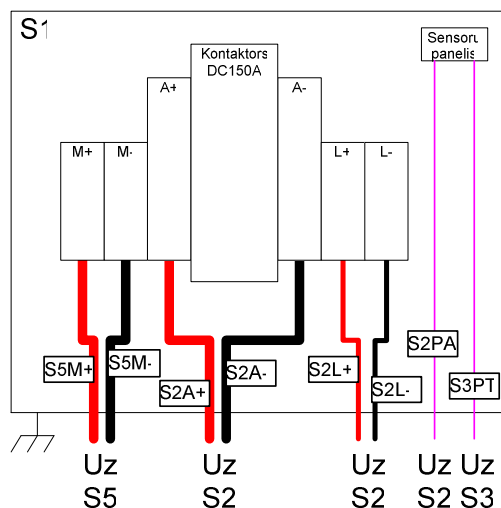 S1
Kontaktors
DC150A
Sensoru
panelis
A+
A-
M+
M-
L+
L-
S5M+
S5M-
S2A+
S2A-
S2L+
S2L-
S2PA
S3PT
Uz
S5
Uz
S2
Uz
S2
Uz
S2
Uz
S3